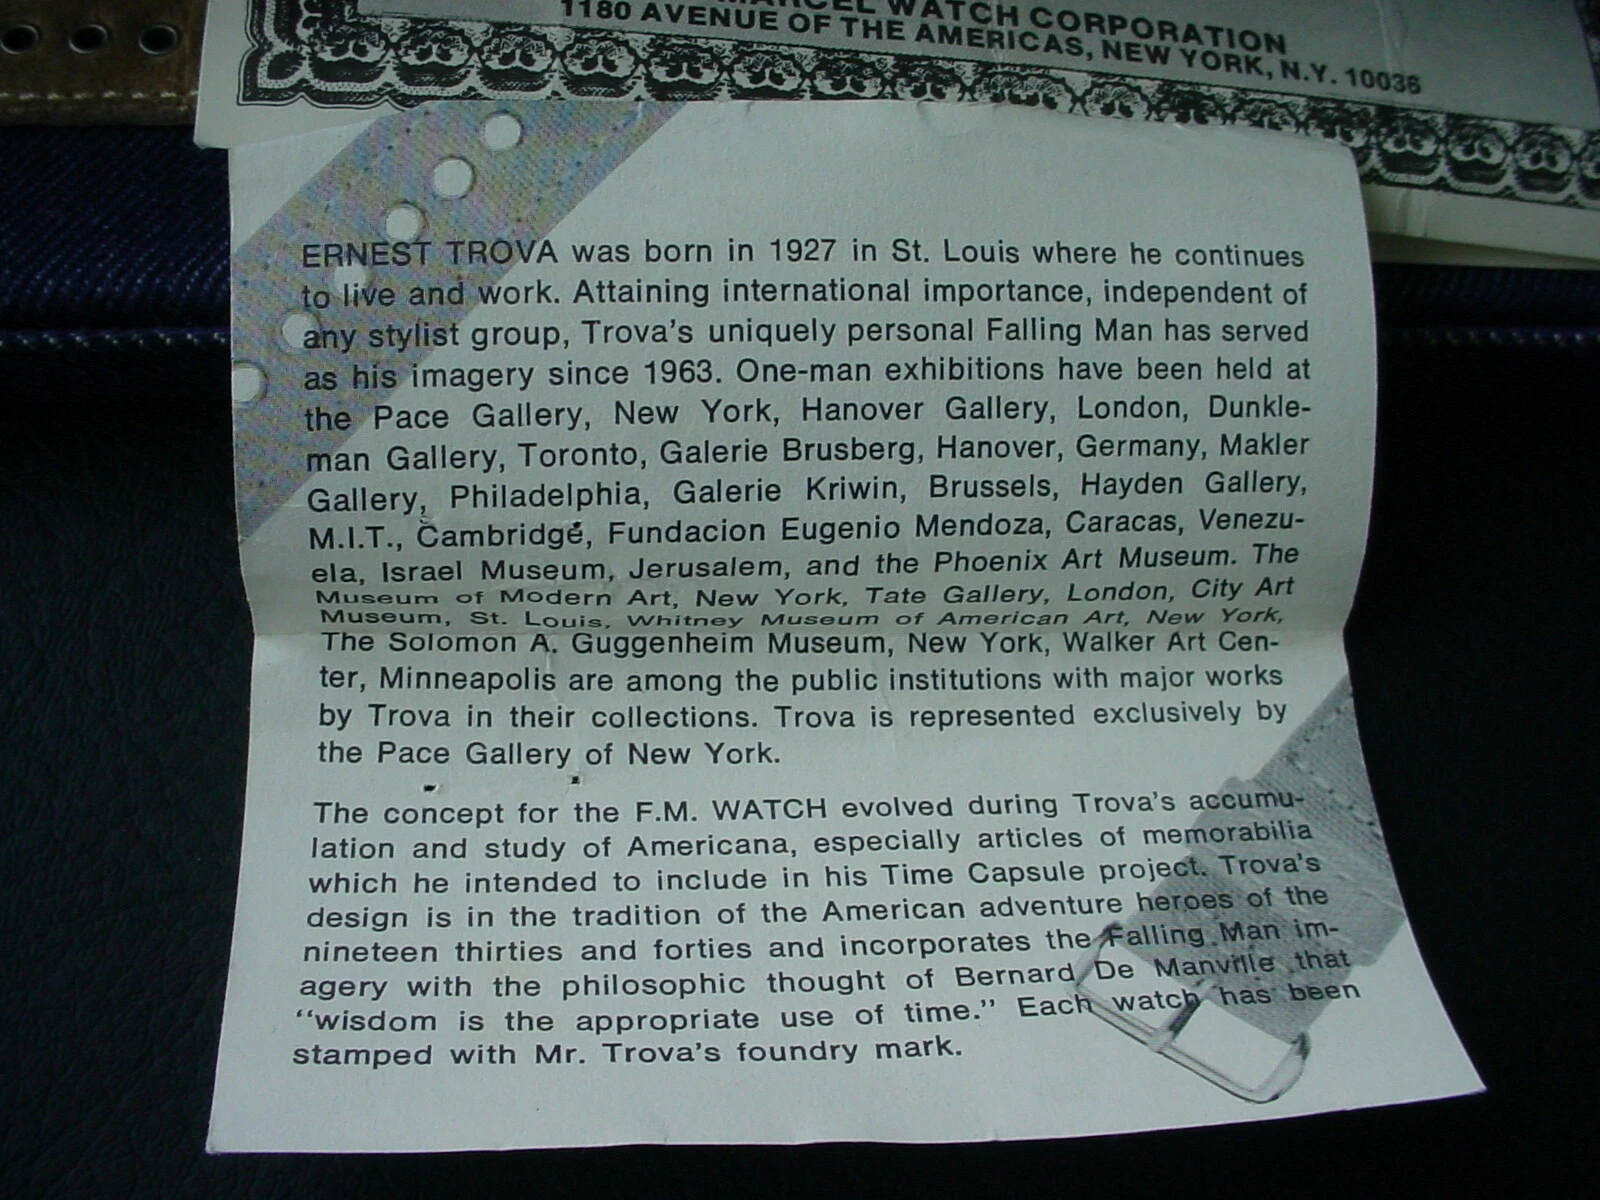 MARCEL WATCH CORPORATION
1180 AVENUE OF THE AMERICAS, NEW YORK, N.Y. 10036
ERNEST TROVA was born in 1927 in St. Louis where he continues
to live and work. Attaining international importance, independent of
any stylist group, Trova's uniquely personal Falling Man has served
as his imagery since 1963. One-man exhibitions have been held at
the Pace Gallery, New York, Hanover Gallery, London, Dunkle-
man Gallery, Toronto, Galerie Brusberg, Hanover, Germany, Makler
Gallery, Philadelphia, Galerie Kriwin, Brussels, Hayden Gallery,
M.I.T., Cambridge, Fundacion Eugenio Mendoza, Caracas, Venezu-
ela, Israel Museum, Jerusalem, and the Phoenix Art Museum. The
Museum of Modern Art, New York, Tate Gallery, London, City Art
Museum, St. Louis, Whitney Museum of American Art, New York,
The Solomon A. Guggenheim Museum, New York, Walker Art Cen-
ter, Minneapolis are among the public institutions with major works
by Trova in their collections. Trova is represented exclusively by
the Pace Gallery of New York.
The concept for the F.M. WATCH evolved during Trova's accumu-
lation and study of Americana, especially articles of memorabilia
which he intended to include in his Time Capsule project. Trova's
design is in the tradition of the American adventure heroes of the
nineteen thirties and forties and incorporates the Falling Man im-
agery with the philosophic thought of Bernard De Manville that
"wisdom is the appropriate use of time." Each watch has been
stamped with Mr. Trova's foundry mark.